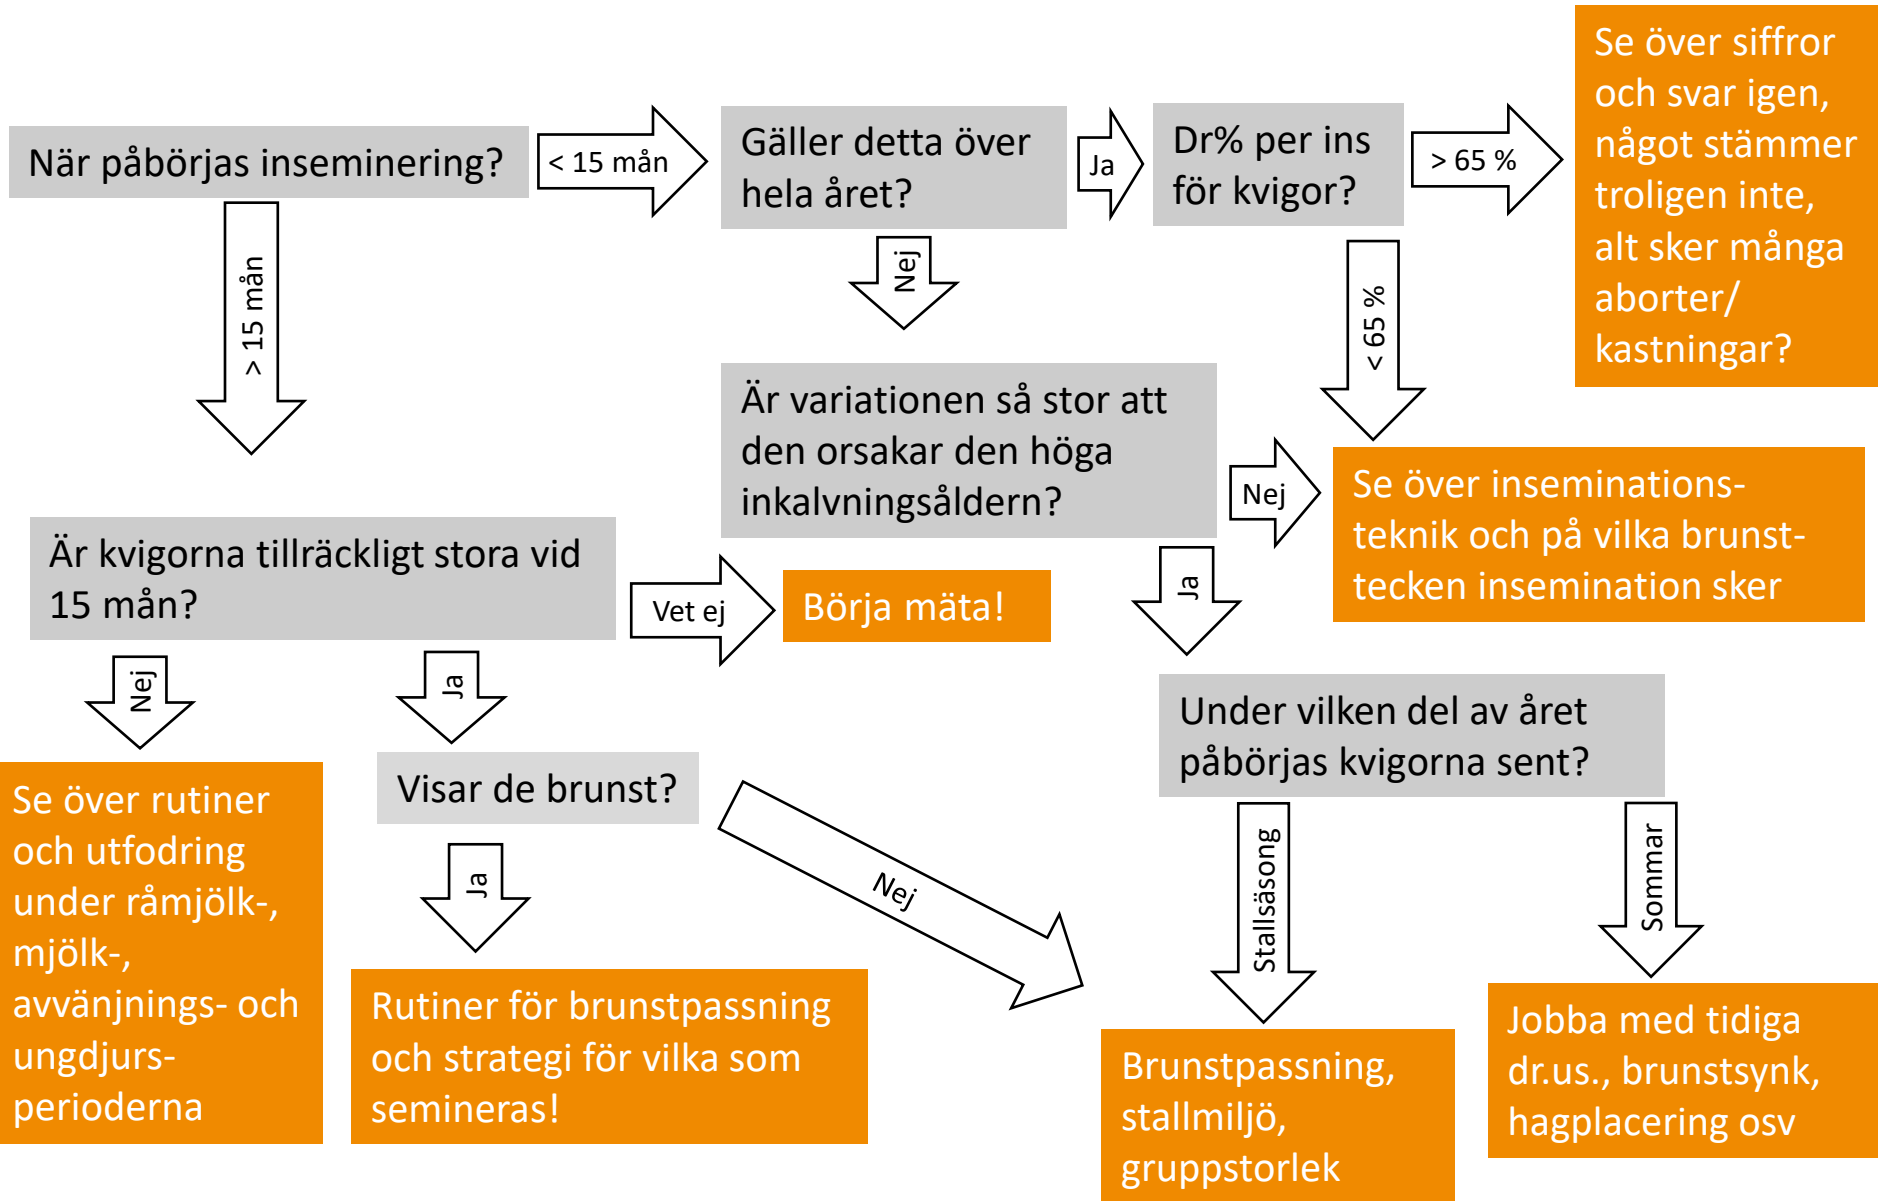 När påbörjas inseminering?
< 15 mån
Gäller detta över
hela året?
Ja
Dr% per ins
för kvigor?
> 65 %
Se över siffror
och svar igen,
något stämmer
troligen inte,
alt sker många
aborter/
kastningar?
> 15 mån
Nej
< 65 %
Är variationen så stor att
den orsakar den höga
inkalvningsåldern?
Nej
Se över inseminations-
teknik och på vilka brunst-
tecken insemination sker
Är kvigorna tillräckligt stora vid
15 mån?
Vet ej
Börja mäta!
Ja
Nej
Ja
Under vilken del av året
påbörjas kvigorna sent?
Visar de brunst?
Se över rutiner
och utfodring
under råmjölk-,
mjölk-,
avvänjnings- och
ungdjurs-
perioderna
Ja
Nej
Stallsäsong
Sommar
Rutiner för brunstpassning
och strategi för vilka som
semineras!
Brunstpassning,
stallmiljö,
gruppstorlek
Jobba med tidiga
dr.us., brunstsynk,
hagplacering osv